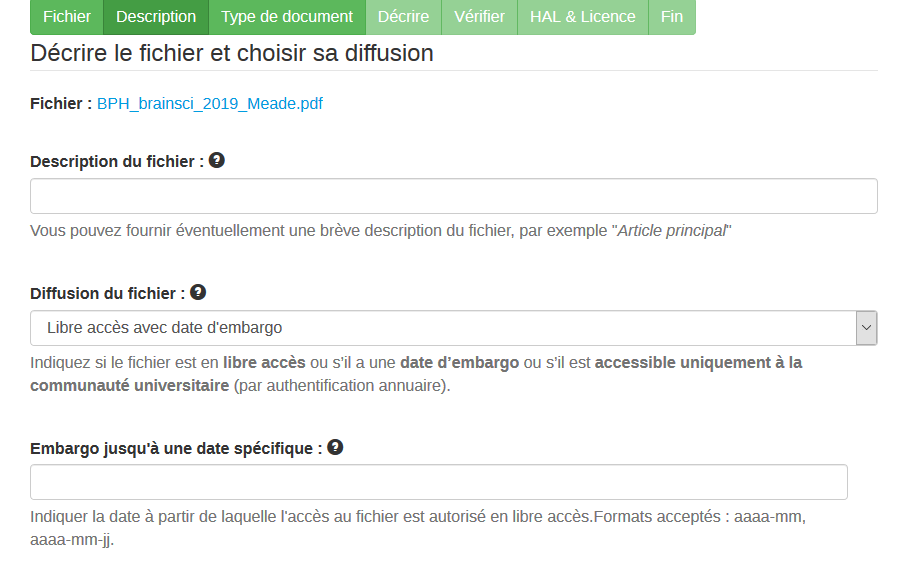 Fichier Description Type de document Décrire Vérifier HAL & Licence Fin
Décrire le fichier et choisir sa diffusion
Fichier : BPH_brainsci_2019_Meade.pdf
Description du fichier : ?
Vous pouvez fournir éventuellement une brève description du fichier, par exemple "Article principal"
Diffusion du fichier : ?
Libre accès avec date d'embargo
Indiquez si le fichier est en libre accès ou s'il a une date d’embargo ou s'il est accessible uniquement à la
communauté universitaire (par authentification annuaire).
Embargo jusqu'à une date spécifique : ?
Indiquer la date à partir de laquelle l'accès au fichier est autorisé en libre accès.Formats acceptés : aaaa-mm,
aaaa-mm-jj.